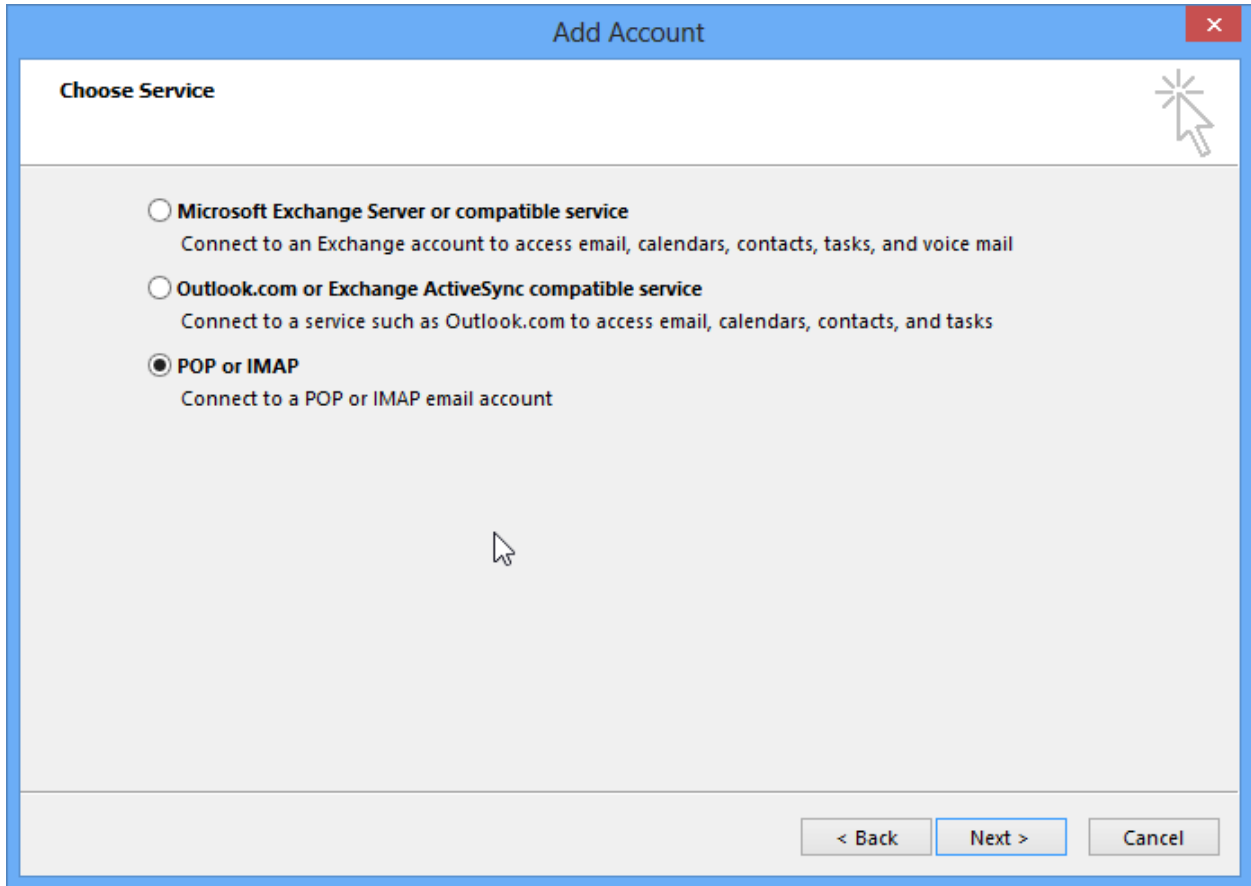 Add Account
Choose Service
Microsoft Exchange Server or compatible service
Connect to an Exchange account to access email, calendars, contacts, tasks, and voice mail
Outlook.com or Exchange ActiveSync compatible service
Connect to a service such as Outlook.com to access email, calendars, contacts, and tasks
POP or IMAP
Connect to a POP or IMAP email account
< Back Next > Cancel